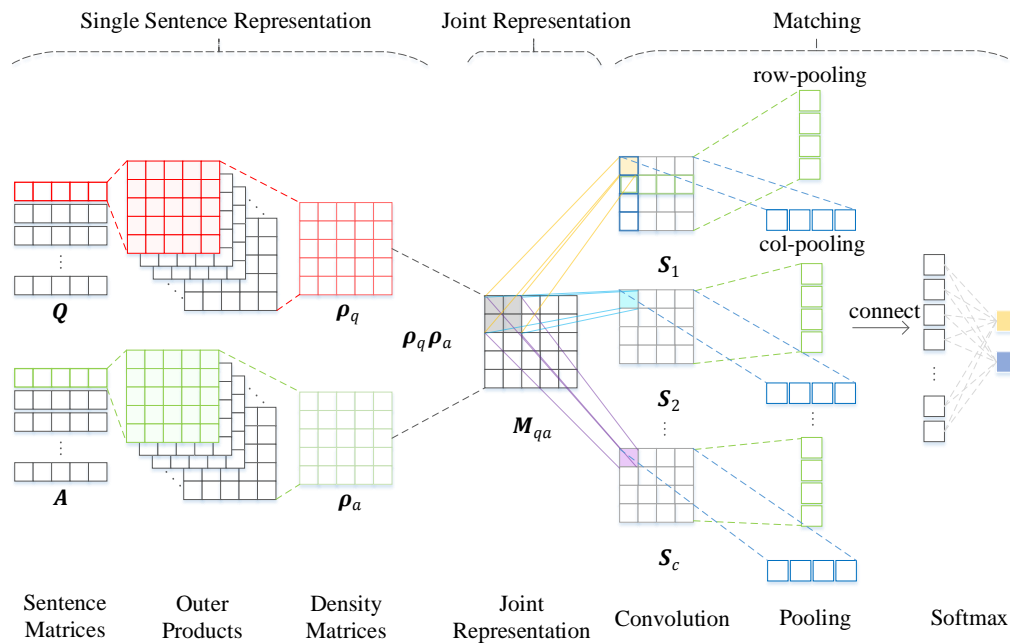 Single Sentence Representation
Joint Representation
Matching
row-pooling
col-pooling
Q
ρq
S1
ρqρa
connect
Mqa
S2
A
ρa
Sc
Sentence
Matrices
Outer
Products
Density
Matrices
Joint
Representation
Convolution
Pooling
Softmax